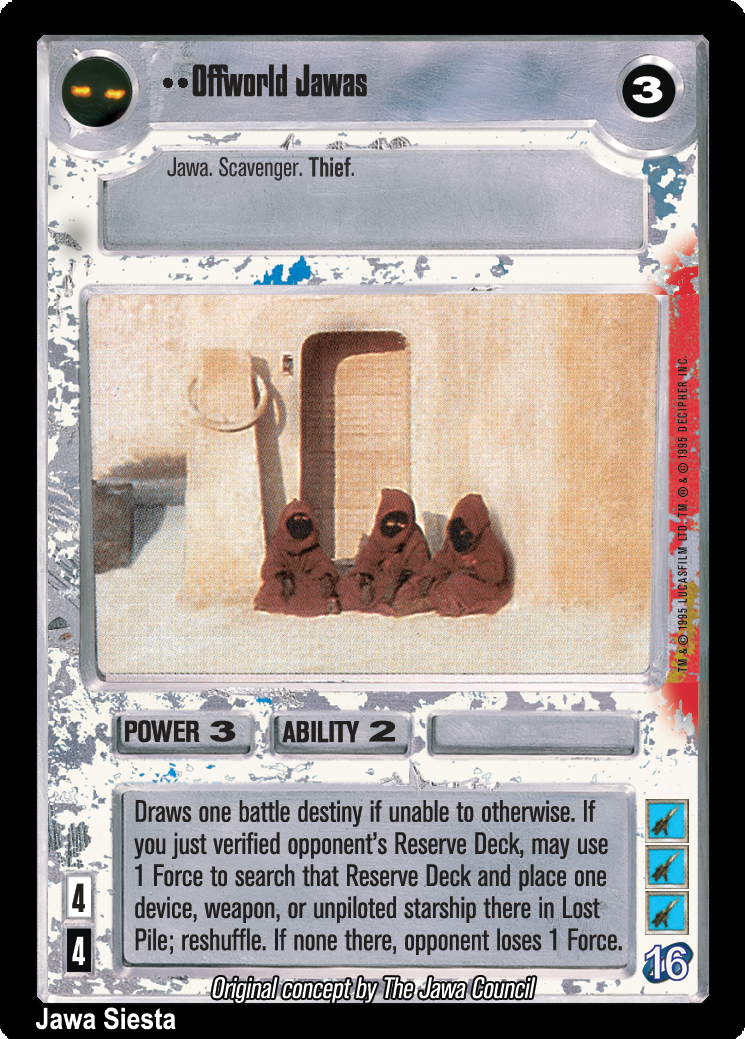 ••Offworld Jawas
3
Jawa. Scavenger. Thief.
TM & © 1995 LUCASFILM LTD. TM. ® & © 1995 DECIPHER INC.
POWER 3
ABILITY 2
Draws one battle destiny if unable to otherwise. If
you just verified opponent's Reserve Deck, may use
1 Force to search that Reserve Deck and place one
device, weapon, or unpiloted starship there in Lost
Pile; reshuffle. If none there, opponent loses 1 Force.
4
4
16
Original concept by The Jawa Council
Jawa Siesta